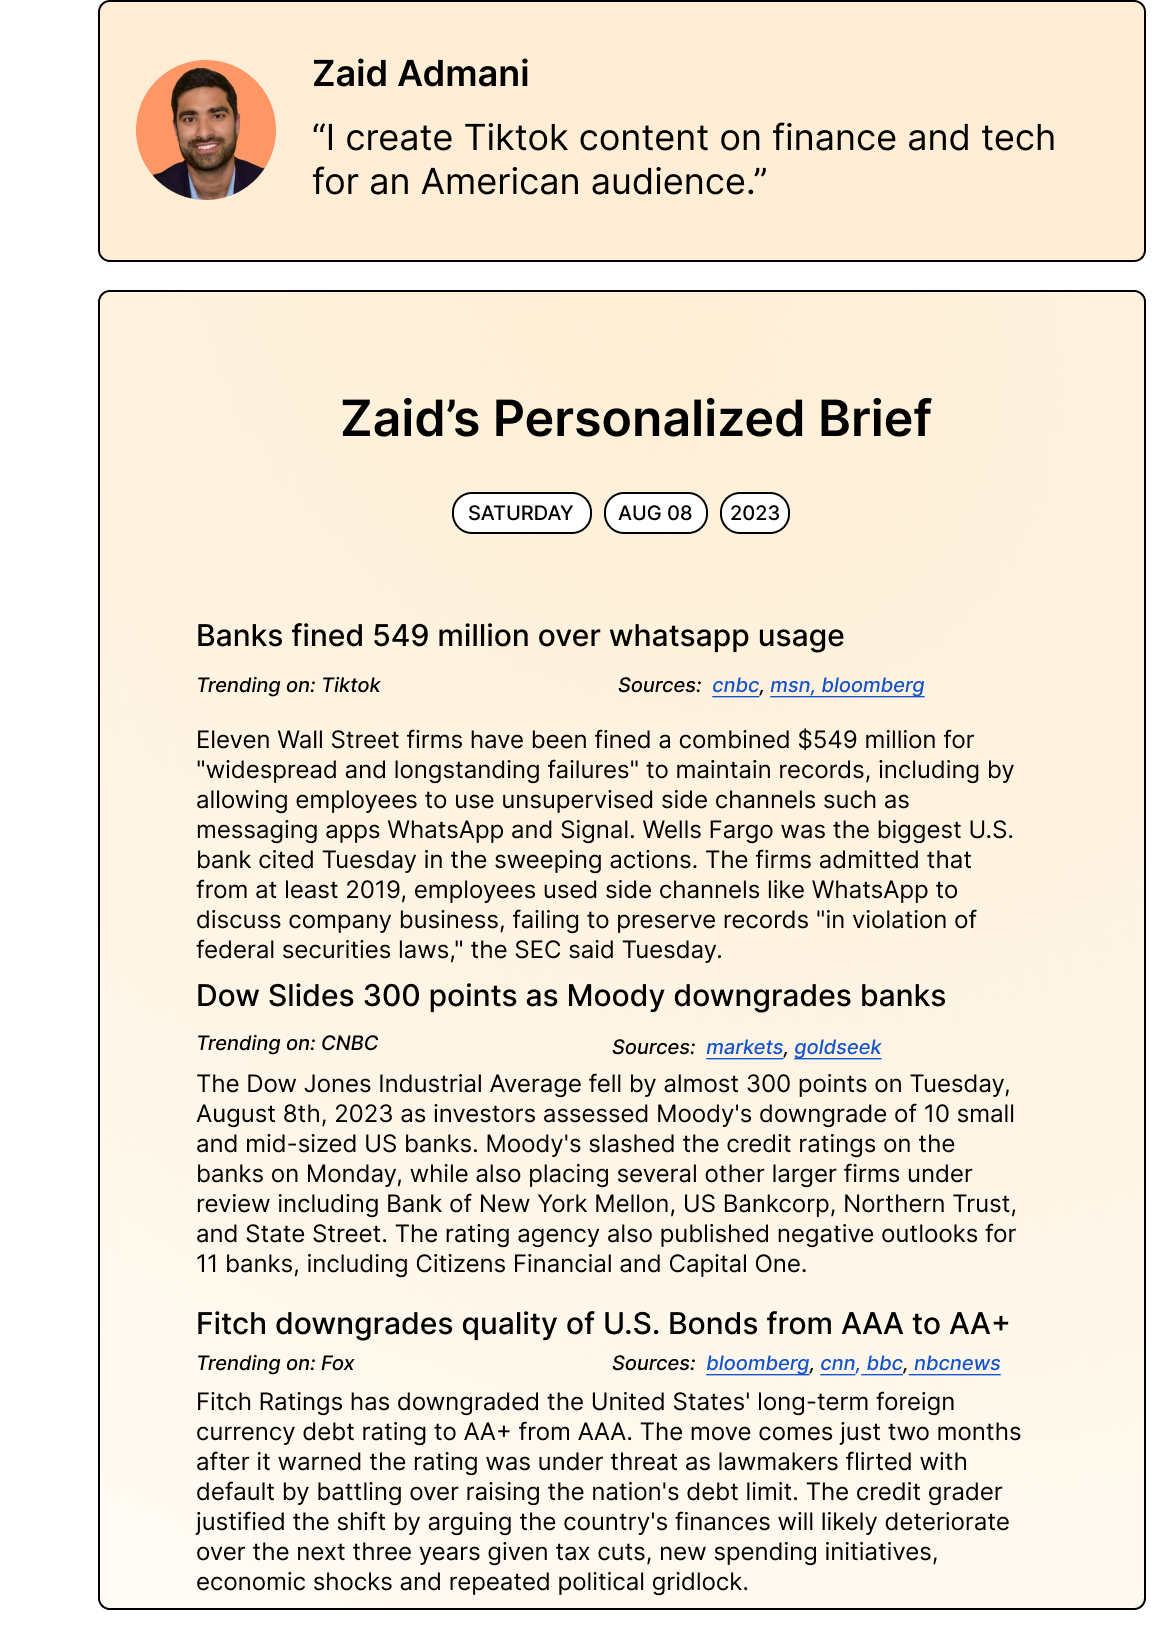 Zaid Admani
“I create Tiktok content on finance and tech
for an American audience.”
Zaid’s Personalized Brief
SATURDAY AUG 08 2023
Banks fined 549 million over whatsapp usage
Trending on: Tiktok Sources: cnbc, msn, bloomberg
Eleven Wall Street firms have been fined a combined $549 million for
"widespread and longstanding failures" to maintain records, including by
allowing employees to use unsupervised side channels such as
messaging apps WhatsApp and Signal. Wells Fargo was the biggest U.S.
bank cited Tuesday in the sweeping actions. The firms admitted that
from at least 2019, employees used side channels like WhatsApp to
discuss company business, failing to preserve records "in violation of
federal securities laws," the SEC said Tuesday.
Dow Slides 300 points as Moody downgrades banks
Trending on: CNBC Sources: markets, goldseek
The Dow Jones Industrial Average fell by almost 300 points on Tuesday,
August 8th, 2023 as investors assessed Moody's downgrade of 10 small
and mid-sized US banks. Moody's slashed the credit ratings on the
banks on Monday, while also placing several other larger firms under
review including Bank of New York Mellon, US Bankcorp, Northern Trust,
and State Street. The rating agency also published negative outlooks for
11 banks, including Citizens Financial and Capital One.
Fitch downgrades quality of U.S. Bonds from AAA to AA+
Trending on: Fox Sources: bloomberg, cnn, bbc, nbcnews
Fitch Ratings has downgraded the United States' long-term foreign
currency debt rating to AA+ from AAA. The move comes just two months
after it warned the rating was under threat as lawmakers flirted with
default by battling over raising the nation's debt limit. The credit grader
justified the shift by arguing the country's finances will likely deteriorate
over the next three years given tax cuts, new spending initiatives,
economic shocks and repeated political gridlock.